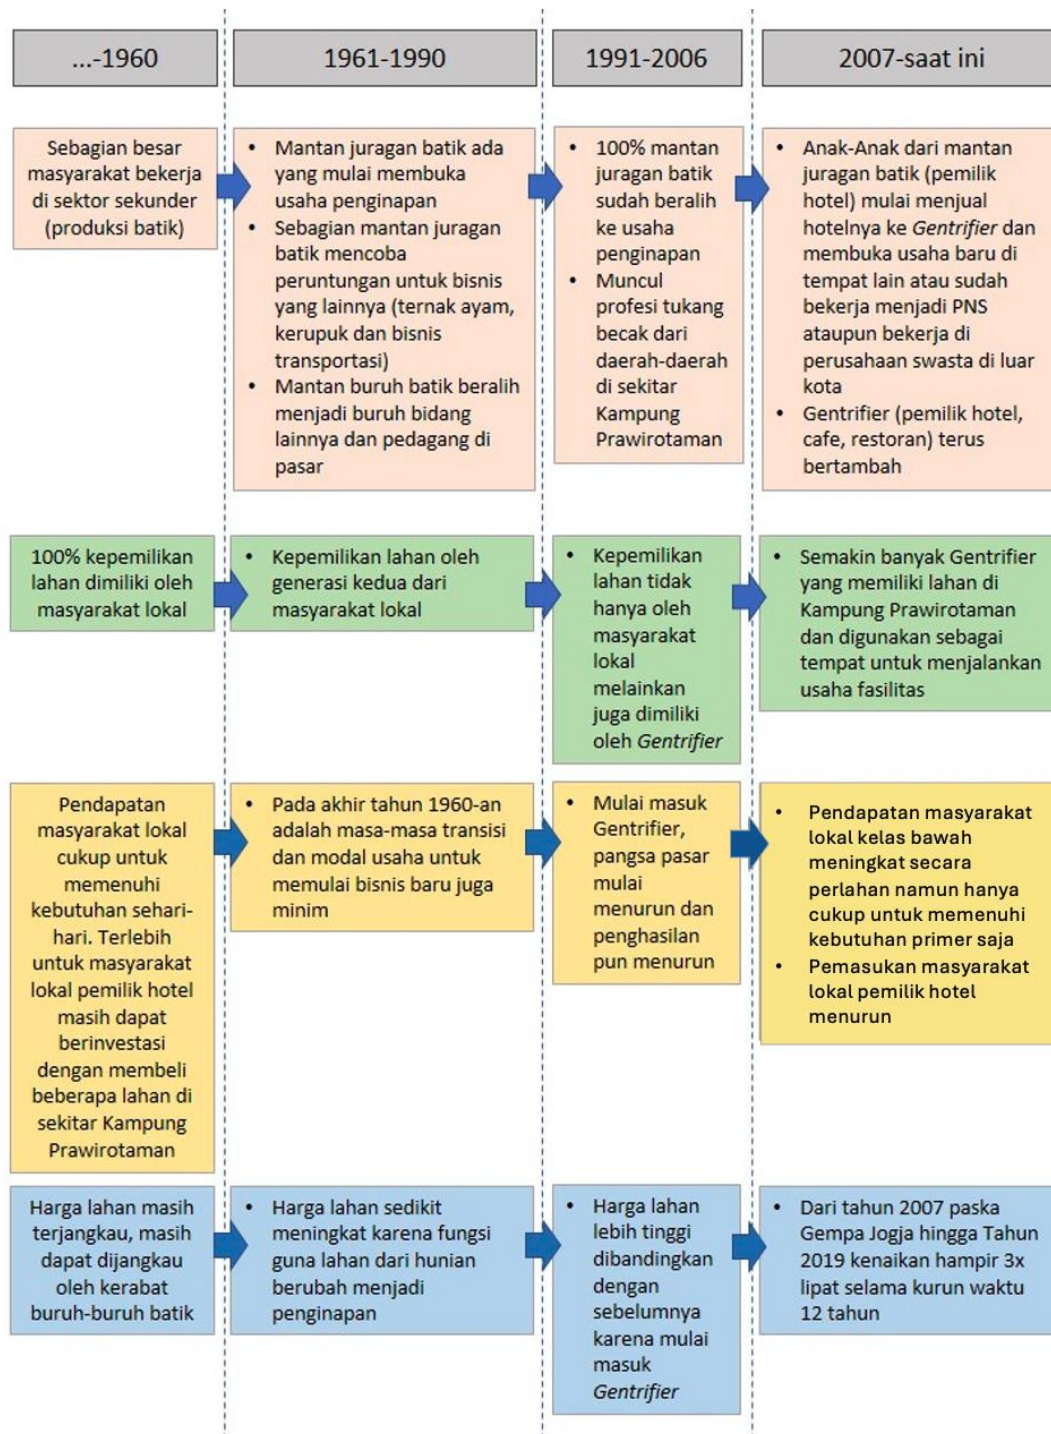 ...-1960
1961-1990
1991-2006
2007-saat ini
Sebagian besar
masyarakat bekerja
di sektor sekunder
(produksi batik)
• Mantan juragan batik ada
yang mulai membuka
usaha penginapan
• Sebagian mantan juragan
batik mencoba
peruntungan untuk bisnis
yang lainnya (ternak ayam,
kerupuk dan bisnis
transportasi)
• Mantan buruh batik beralih
menjadi buruh bidang
lainnya dan pedagang di
pasar
• 100% mantan
juragan batik
sudah beralih
ke usaha
penginapan
• Muncul
profesi tukang
becak dari
daerah-daerah
di sekitar
Kampung
Prawirotaman
• Anak-Anak dari mantan
juragan batik (pemilik
hotel) mulai menjual
hotelnya ke Gentrifier dan
membuka usaha baru di
tempat lain atau sudah
bekerja menjadi PNS
ataupun bekerja di
perusahaan swasta di luar
kota
• Gentrifier (pemilik hotel,
cafe, restoran) terus
bertambah
100% kepemilikan
lahan dimiliki oleh
masyarakat lokal
• Kepemilikan lahan oleh
generasi kedua dari
masyarakat lokal
• Kepemilikan
lahan tidak
hanya oleh
masyarakat
lokal
melainkan
juga dimiliki
oleh Gentrifier
• Semakin banyak Gentrifier
yang memiliki lahan di
Kampung Prawirotaman
dan digunakan sebagai
tempat untuk menjalankan
usaha fasilitas
Pendapatan
masyarakat lokal
cukup untuk
memenuhi
kebutuhan sehari-
hari. Terlebih
untuk masyarakat
lokal pemilik hotel
masih dapat
berinvestasi
dengan membeli
beberapa lahan di
sekitar Kampung
Prawirotaman
• Pada akhir tahun 1960-an
adalah masa-masa transisi
dan modal usaha untuk
memulai bisnis baru juga
minim
• Mulai masuk
Gentrifier,
pangsa pasar
mulai
menurun dan
penghasilan
pun menurun
• Pendapatan masyarakat
lokal kelas bawah
meningkat secara
perlahan namun hanya
cukup untuk memenuhi
kebutuhan primer saja
• Pemasukan masyarakat
lokal pemilik hotel
menurun
Harga lahan masih
terjangkau, masih
dapat dijangkau
oleh kerabat
buruh-buruh batik
• Harga lahan sedikit
meningkat karena fungsi
guna lahan dari hunian
berubah menjadi
penginapan
• Harga lahan
lebih tinggi
dibandingkan
dengan
sebelumnya
karena mulai
masuk
Gentrifier
• Dari tahun 2007 paska
Gempa Jogja hingga Tahun
2019 kenaikan hampir 3x
lipat selama kurun waktu
12 tahun